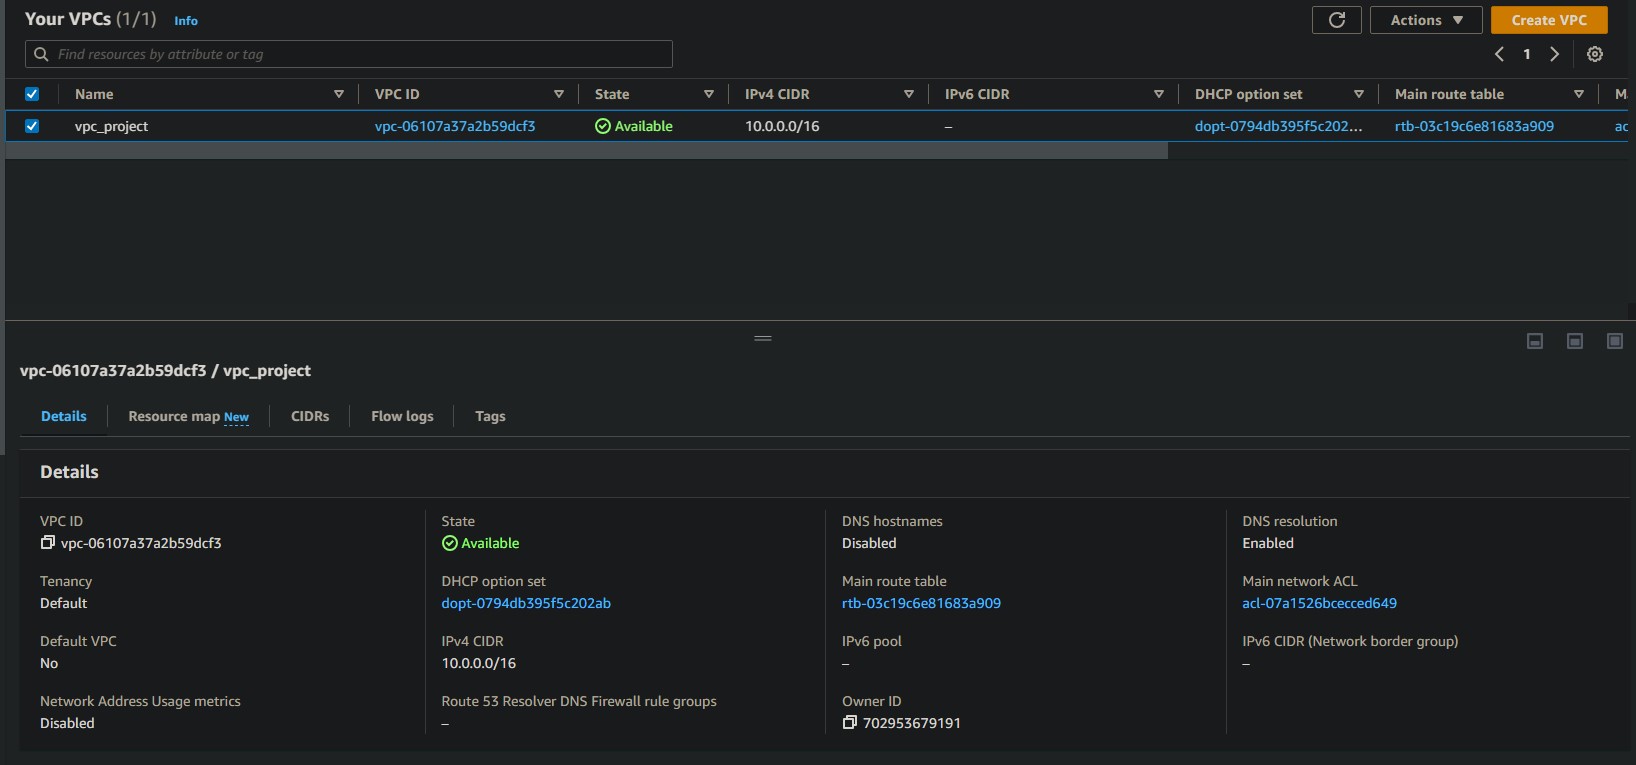 Your VPCs (1/1) Info
Actions ▼
Create VPC
Find resources by attribute or tag
1
Name VPC ID State IPv4 CIDR IPv6 CIDR DHCP option set Main route table
vpc_project vpc-06107a37a2b59dcf3 Available 10.0.0.0/16 – dopt-0794db395f5c202... rtb-03c19c6e81683a909
vpc-06107a37a2b59dcf3 / vpc_project
Details Resource map New CIDRs Flow logs Tags
Details
VPC ID State DNS hostnames DNS resolution
vpc-06107a37a2b59dcf3 Available Disabled Enabled
Tenancy DHCP option set Main route table Main network ACL
Default dopt-0794db395f5c202ab rtb-03c19c6e81683a909 acl-07a1526bcecced649
Default VPC IPv4 CIDR IPv6 pool IPv6 CIDR (Network border group)
No 10.0.0.0/16 – –
Network Address Usage metrics Route 53 Resolver DNS Firewall rule groups Owner ID
Disabled – 702953679191